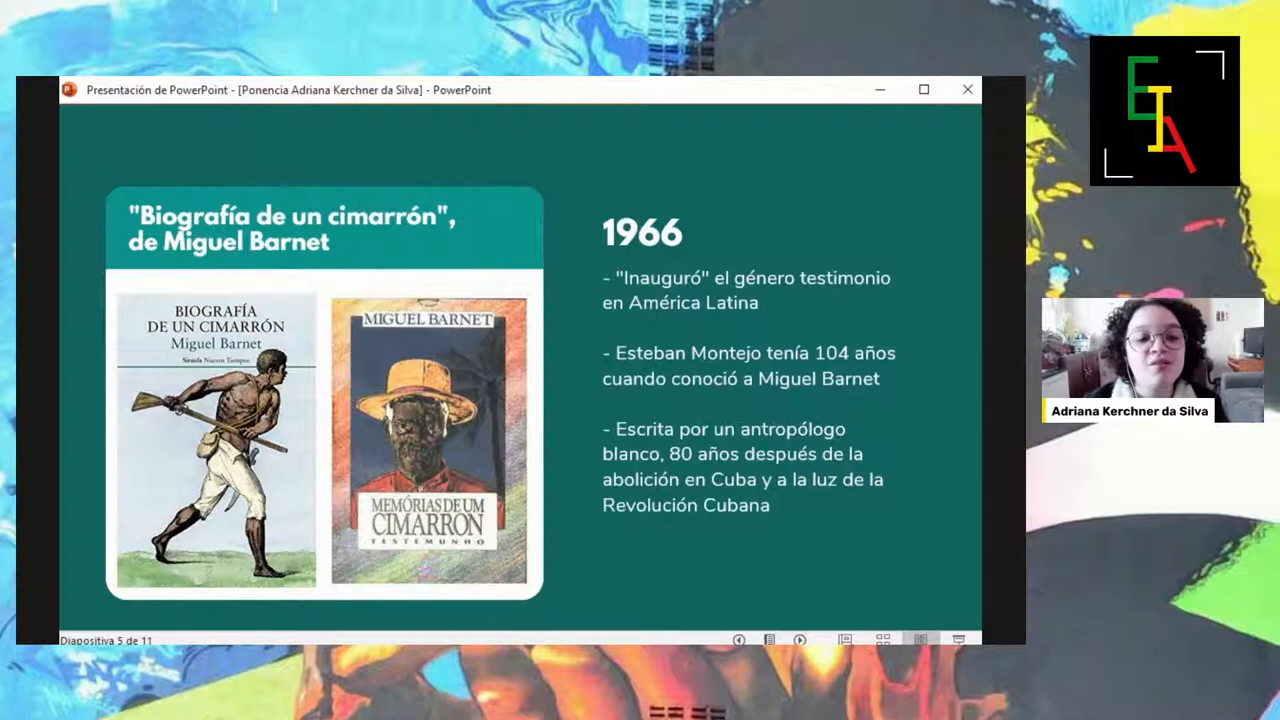 Presentación de PowerPoint - [Ponencia Adriana Kerchner da Silva] - PowerPoint
EIA
"Biografía de un cimarrón",
de Miguel Barnet
BIOGRAFÍA
DE UN CIMARRÓN
Miguel Barnet
Siruela Nuevos Tiempos
MIGUEL BARNET
MEMÓRIAS DE UM
CIMARRON
TESTEMUNHO
1966
- "Inauguró" el género testimonio
en América Latina
- Esteban Montejo tenía 104 años
cuando conoció a Miguel Barnet
- Escrita por un antropólogo
blanco, 80 años después de la
abolición en Cuba y a la luz de la
Revolución Cubana
Adriana Kerchner da Silva
Diapositiva 5 de 11